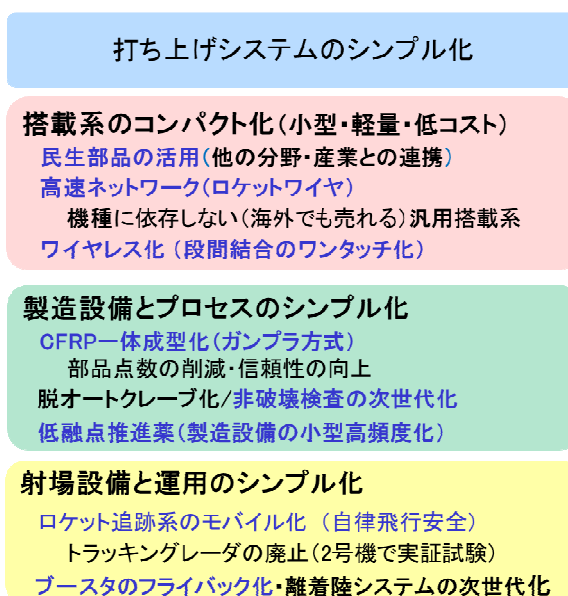 打ち上げシステムのシンプル化
搭載系のコンパクト化（小型・軽量・低コスト）
民生部品の活用（他の分野・産業との連携）
高速ネットワーク（ロケットワイヤ）
機種に依存しない（海外でも売れる）汎用搭載系
ワイヤレス化（段間結合のワンタッチ化）
製造設備とプロセスのシンプル化
CFRP一体成型化（ガンプラ方式）
部品点数の削減・信頼性の向上
脱オートクレーブ化/非破壊検査の次世代化
低融点推進薬（製造設備の小型高頻度化）
射場設備と運用のシンプル化
ロケット追跡系のモバイル化（自律飛行安全）
トラッキングレーダの廃止（2号機で実証試験）
ブースタのフライバック化・離着陸システムの次世代化